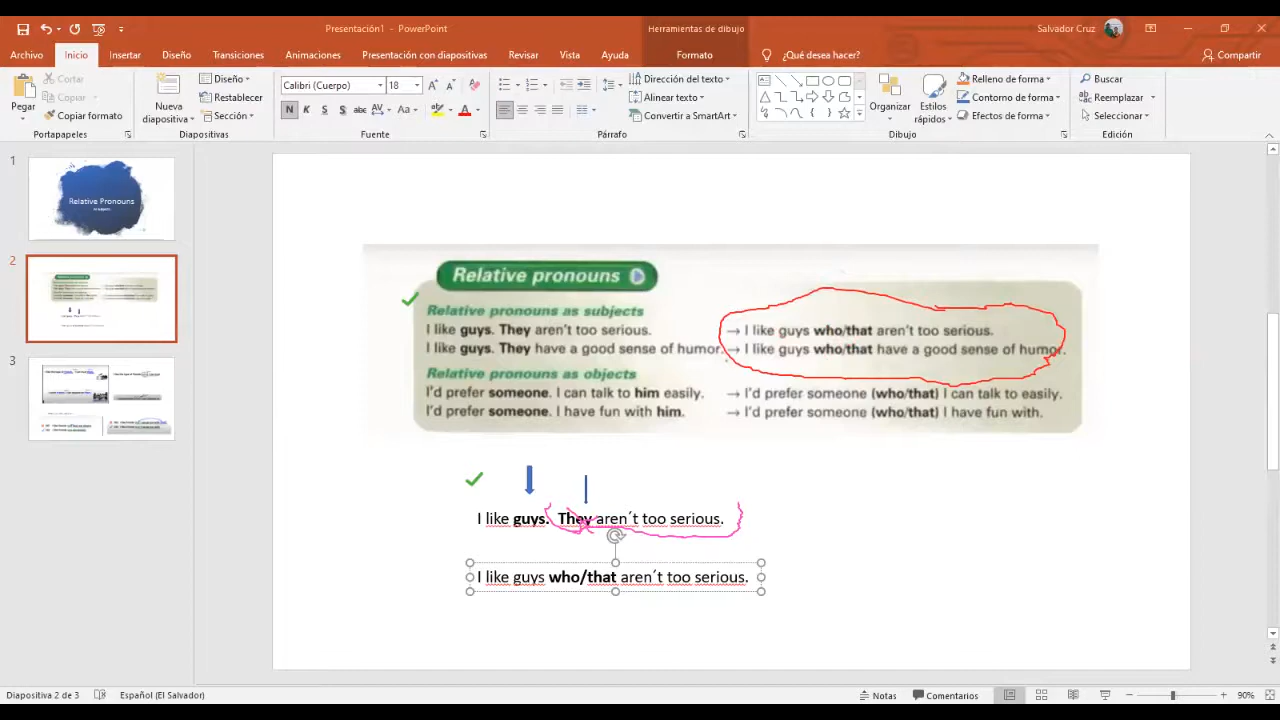 Presentación1 - PowerPoint
Herramientas de dibujo
Salvador Cruz
Archivo
Inicio
Insertar
Diseño
Transiciones
Animaciones
Presentación con diapositivas
Revisar
Vista
Ayuda
Formato
¿Qué desea hacer?
Compartir
Pegar
Cortar
Copiar
Copiar formato
Portapapeles
Nueva
diapositiva
Diseño
Restablecer
Sección
Diapositivas
Calibri (Cuerpo)
18
N K S S abc AV Aa A
Fuente
Párrafo
Dirección del texto
Alinear texto
Convertir a SmartArt
Organizar
Estilos
rápidos
Relleno de forma
Contorno de forma
Efectos de forma
Dibujo
Buscar
Reemplazar
Seleccionar
Edición
1
Relative Pronouns
2
3
Relative pronouns
Relative pronouns as subjects
I like guys. They aren't too serious. → I like guys who/that aren't too serious.
I like guys. They have a good sense of humor. → I like guys who/that have a good sense of humor.
Relative pronouns as objects
I'd prefer someone. I can talk to him easily. → I'd prefer someone (who/that) I can talk to easily.
I'd prefer someone. I have fun with him. → I'd prefer someone (who/that) I have fun with.
I like guys. They aren´t too serious.
I like guys who/that aren´t too serious.
Diapositiva 2 de 3
Español (El Salvador)
Notas
Comentarios
90%